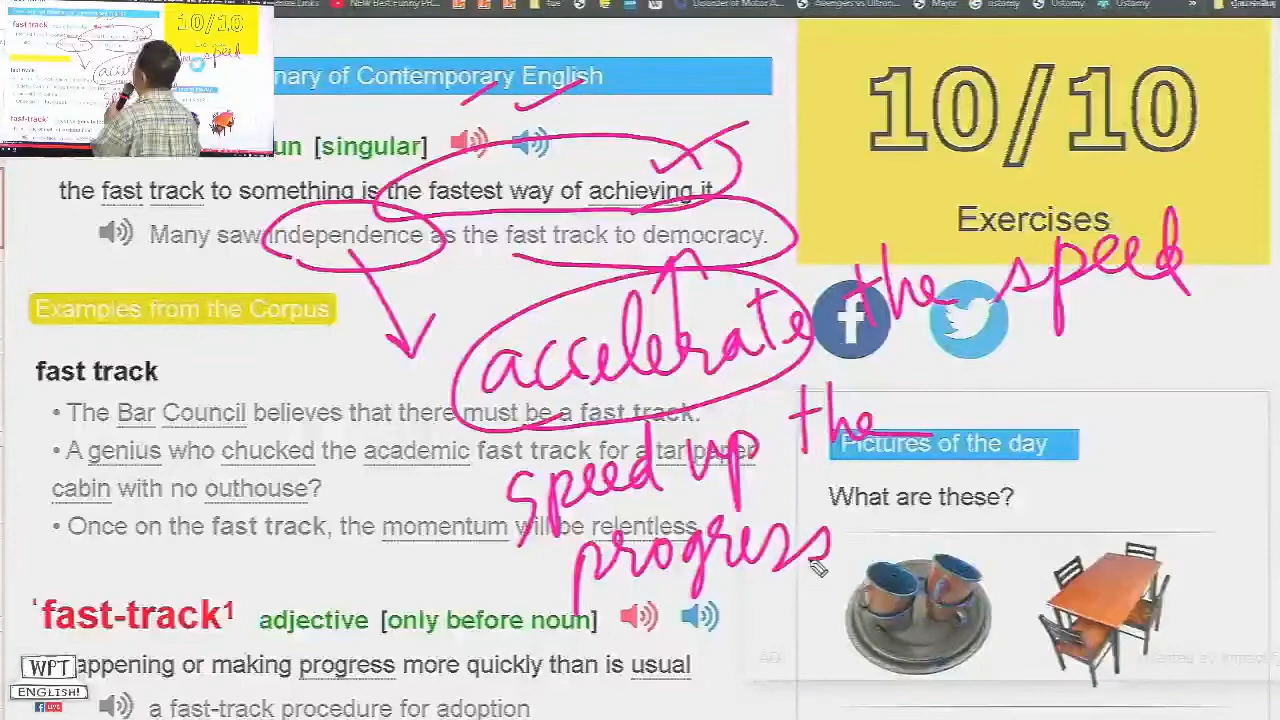 nary of Contemporary English
un [singular]
the fast track to something is the fastest way of achieving it
Many saw independence as the fast track to democracy.
Examples from the Corpus
fast track
• The Bar Council believes that there must be a fast track.
• A genius who chucked the academic fast track for a tar paper
cabin with no outhouse?
• Once on the fast track, the momentum will be relentless.
ˈfast-track1 adjective [only before noun]
appening or making progress more quickly than is usual
a fast-track procedure for adoption
accelerate the speed
speed up the
progress
10/10
Exercises
Pictures of the day
What are these?
WPT
ENGLISH!
LIVE